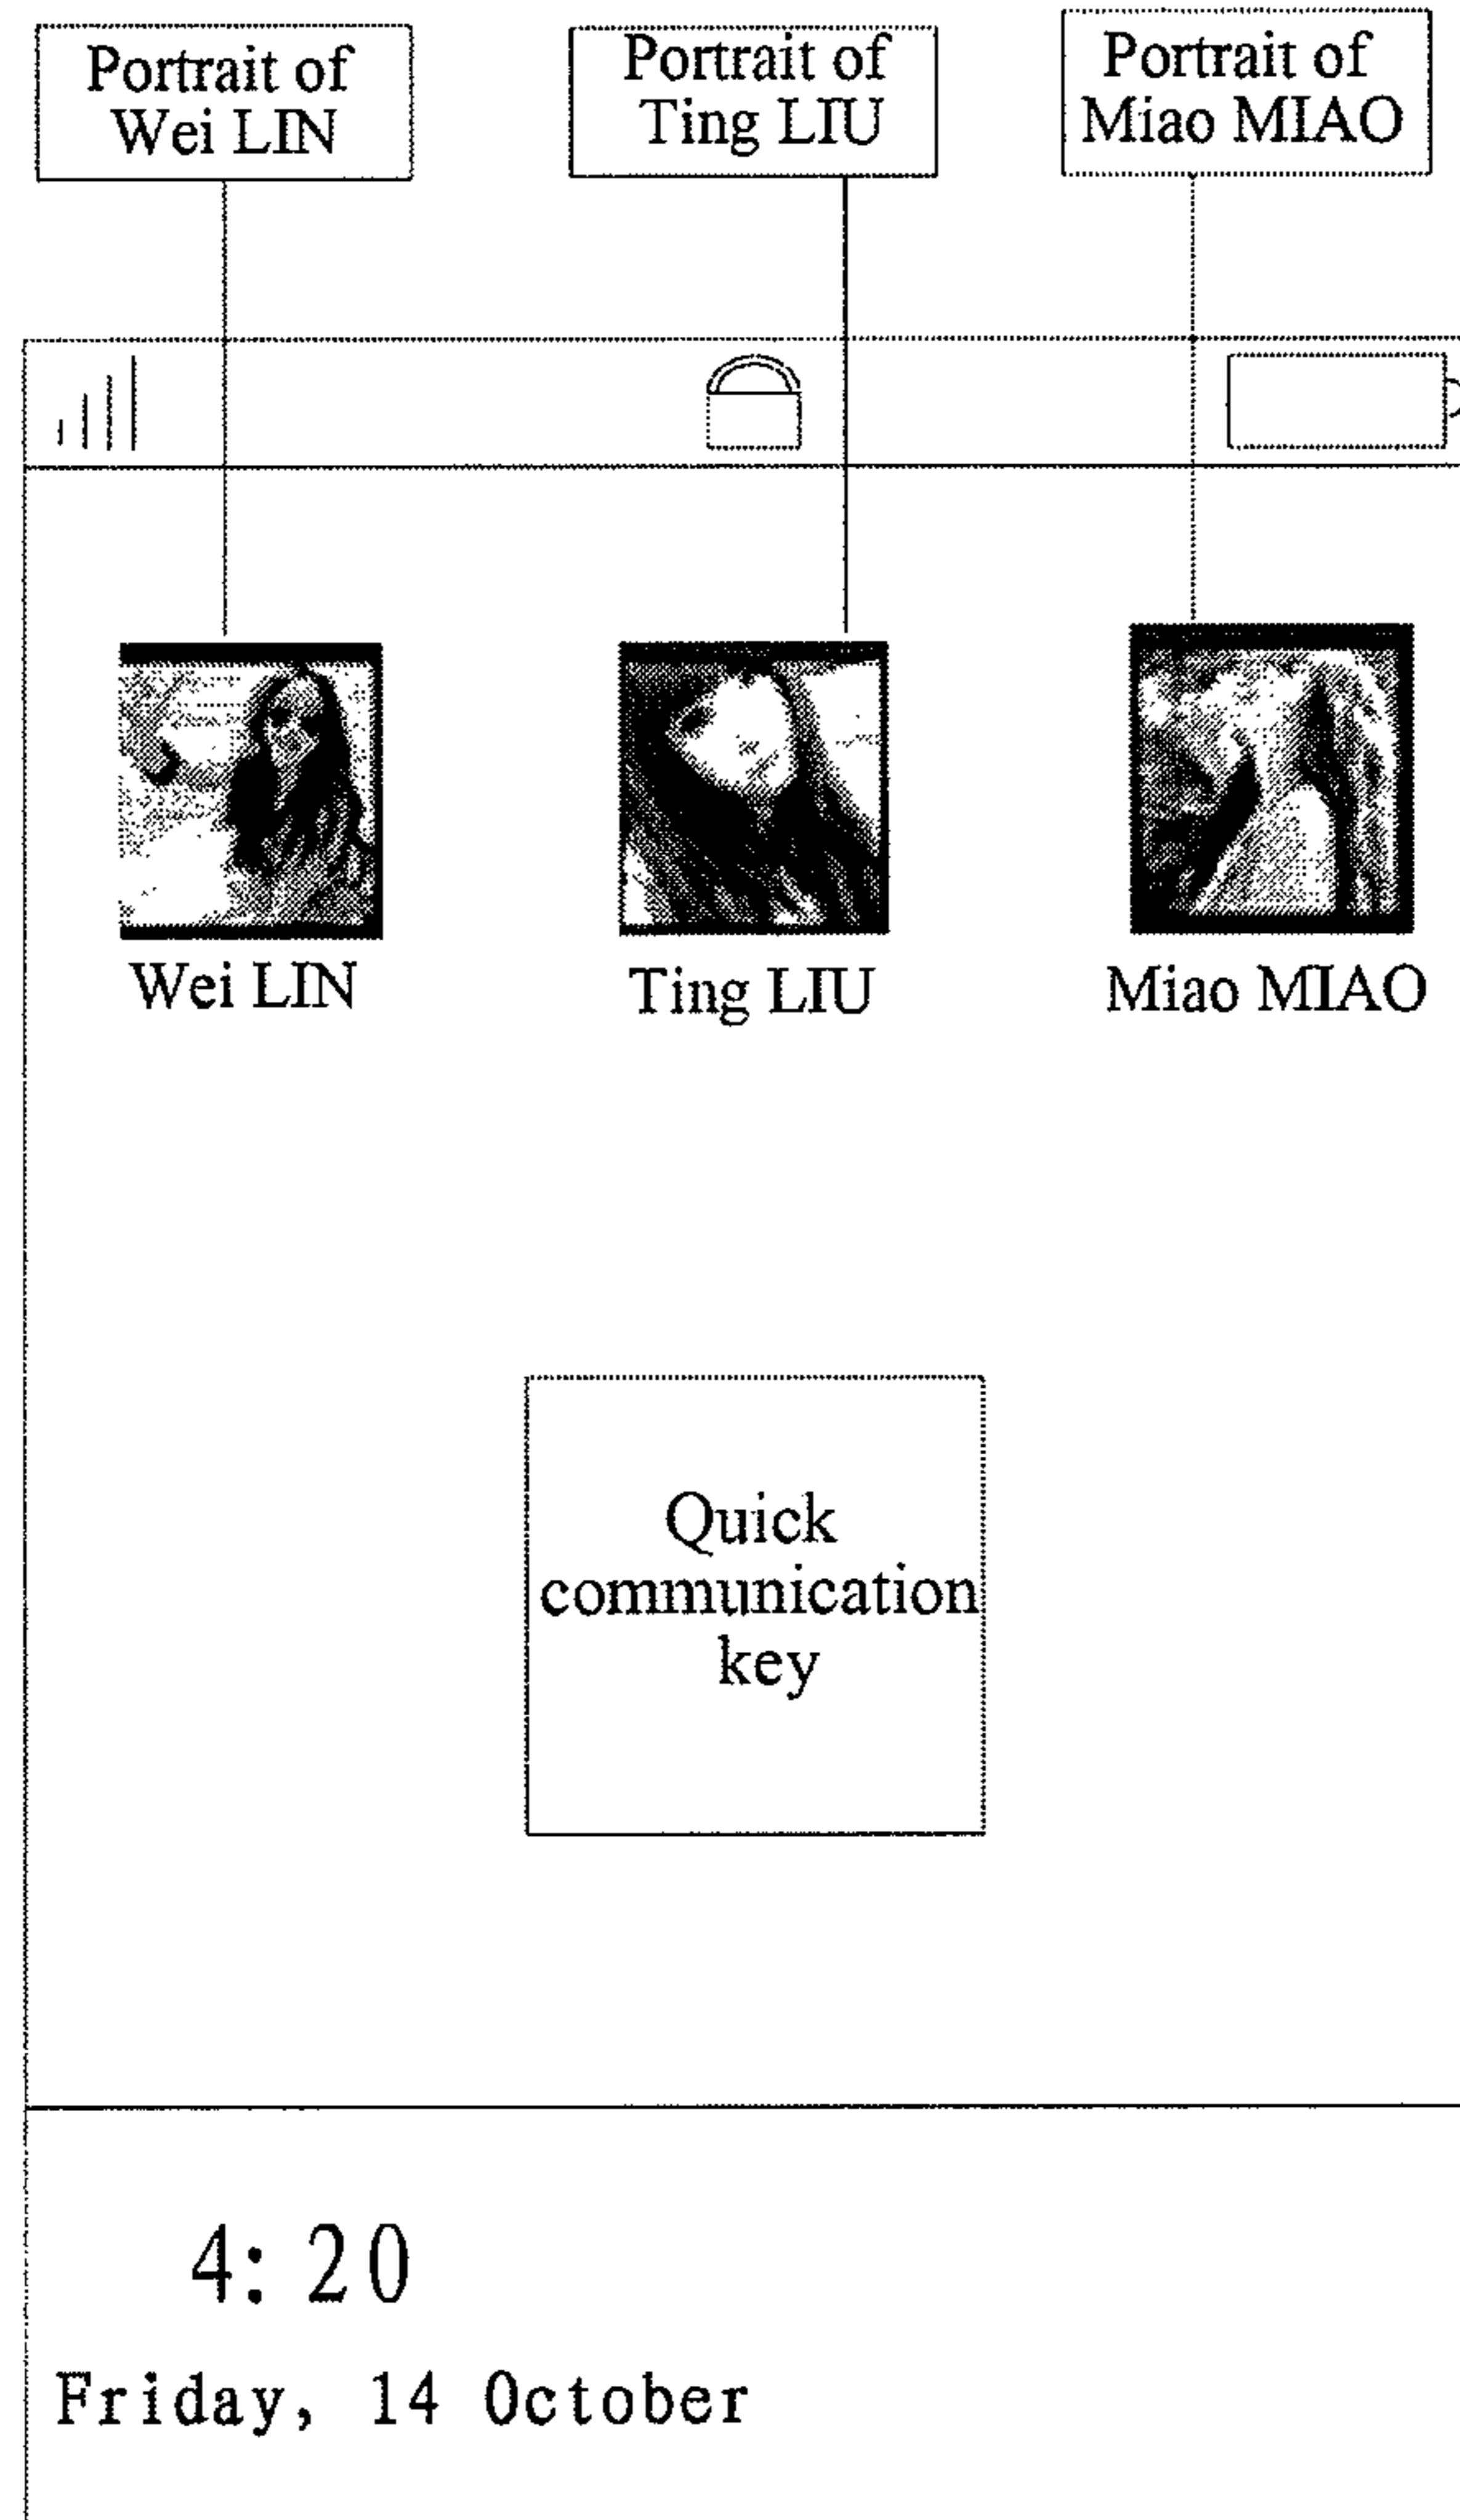 Portrait of
Wei LIN
Portrait of
Ting LIU
Portrait of
Miao MIAO
Wei LIN
Ting LIU
Miao MIAO
Quick
communication
key
4: 20
Friday, 14 October